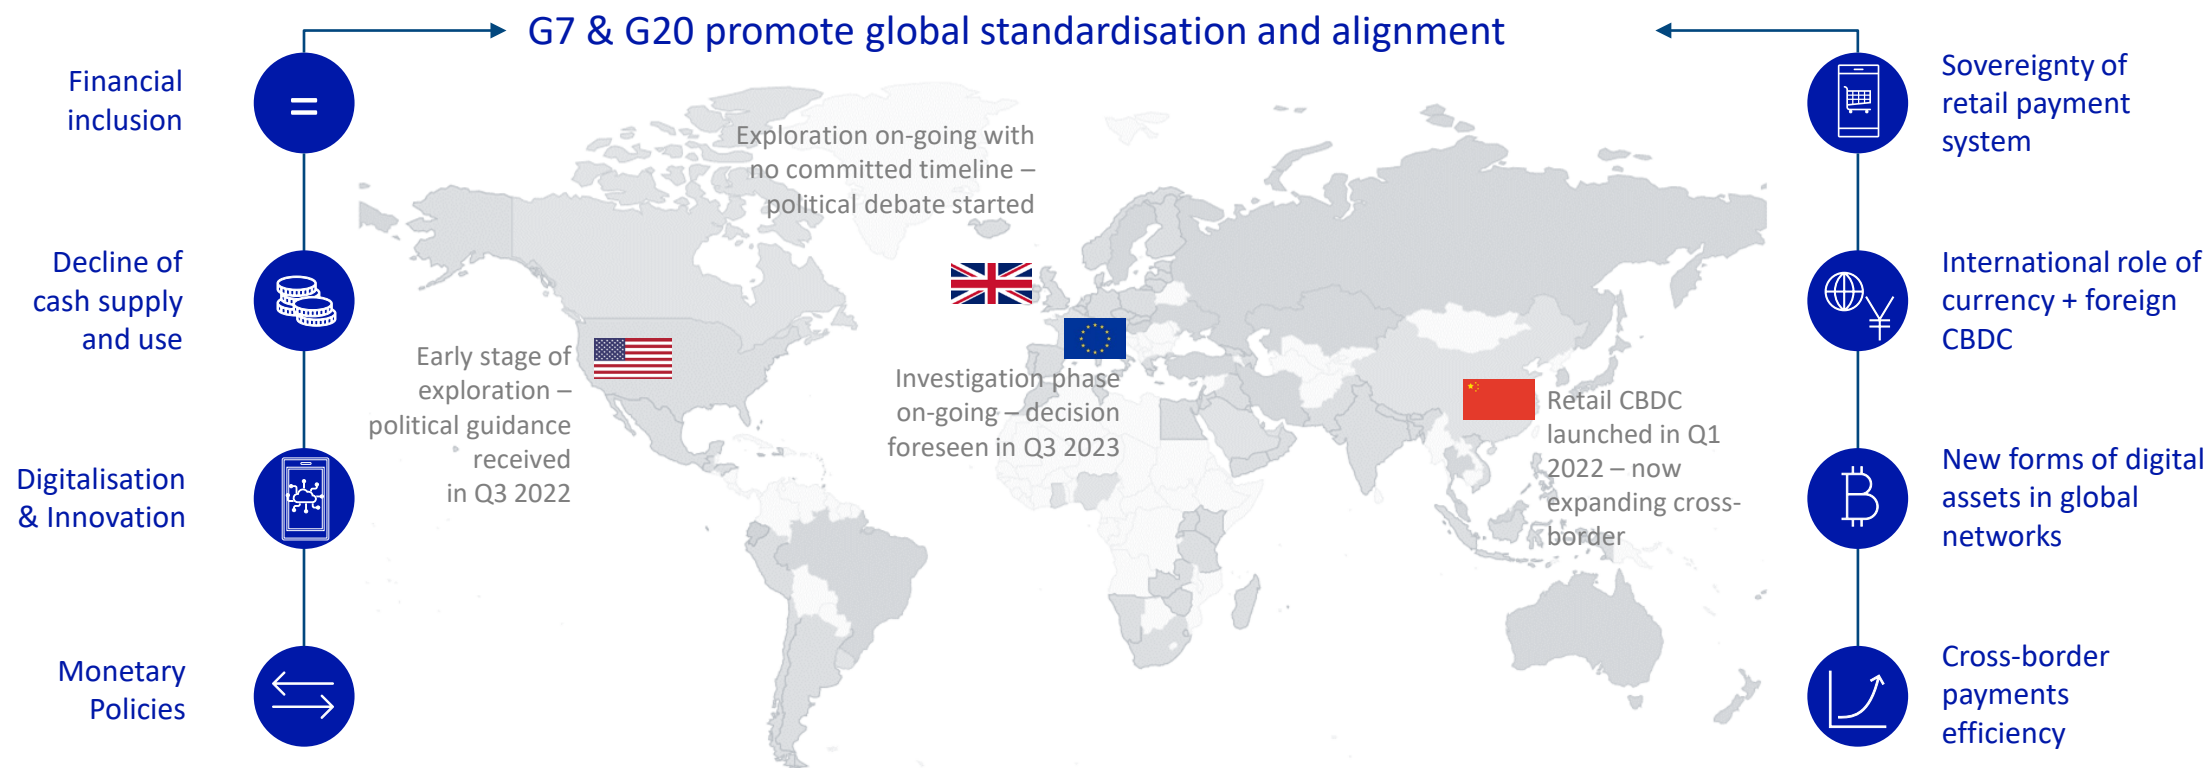 G7 & G20 promote global standardisation and alignment
Financial
inclusion
Decline of
cash supply
and use
Digitalisation
& Innovation
Monetary
Policies
Exploration on-going with
no committed timeline –
political debate started
Early stage of
exploration –
political guidance
received
in Q3 2022
Investigation phase
on-going – decision
foreseen in Q3 2023
Retail CBDC
launched in Q1
2022 – now
expanding cross-
border
Sovereignty of
retail payment
system
International role of
currency + foreign
CBDC
New forms of digital
assets in global
networks
Cross-border
payments
efficiency